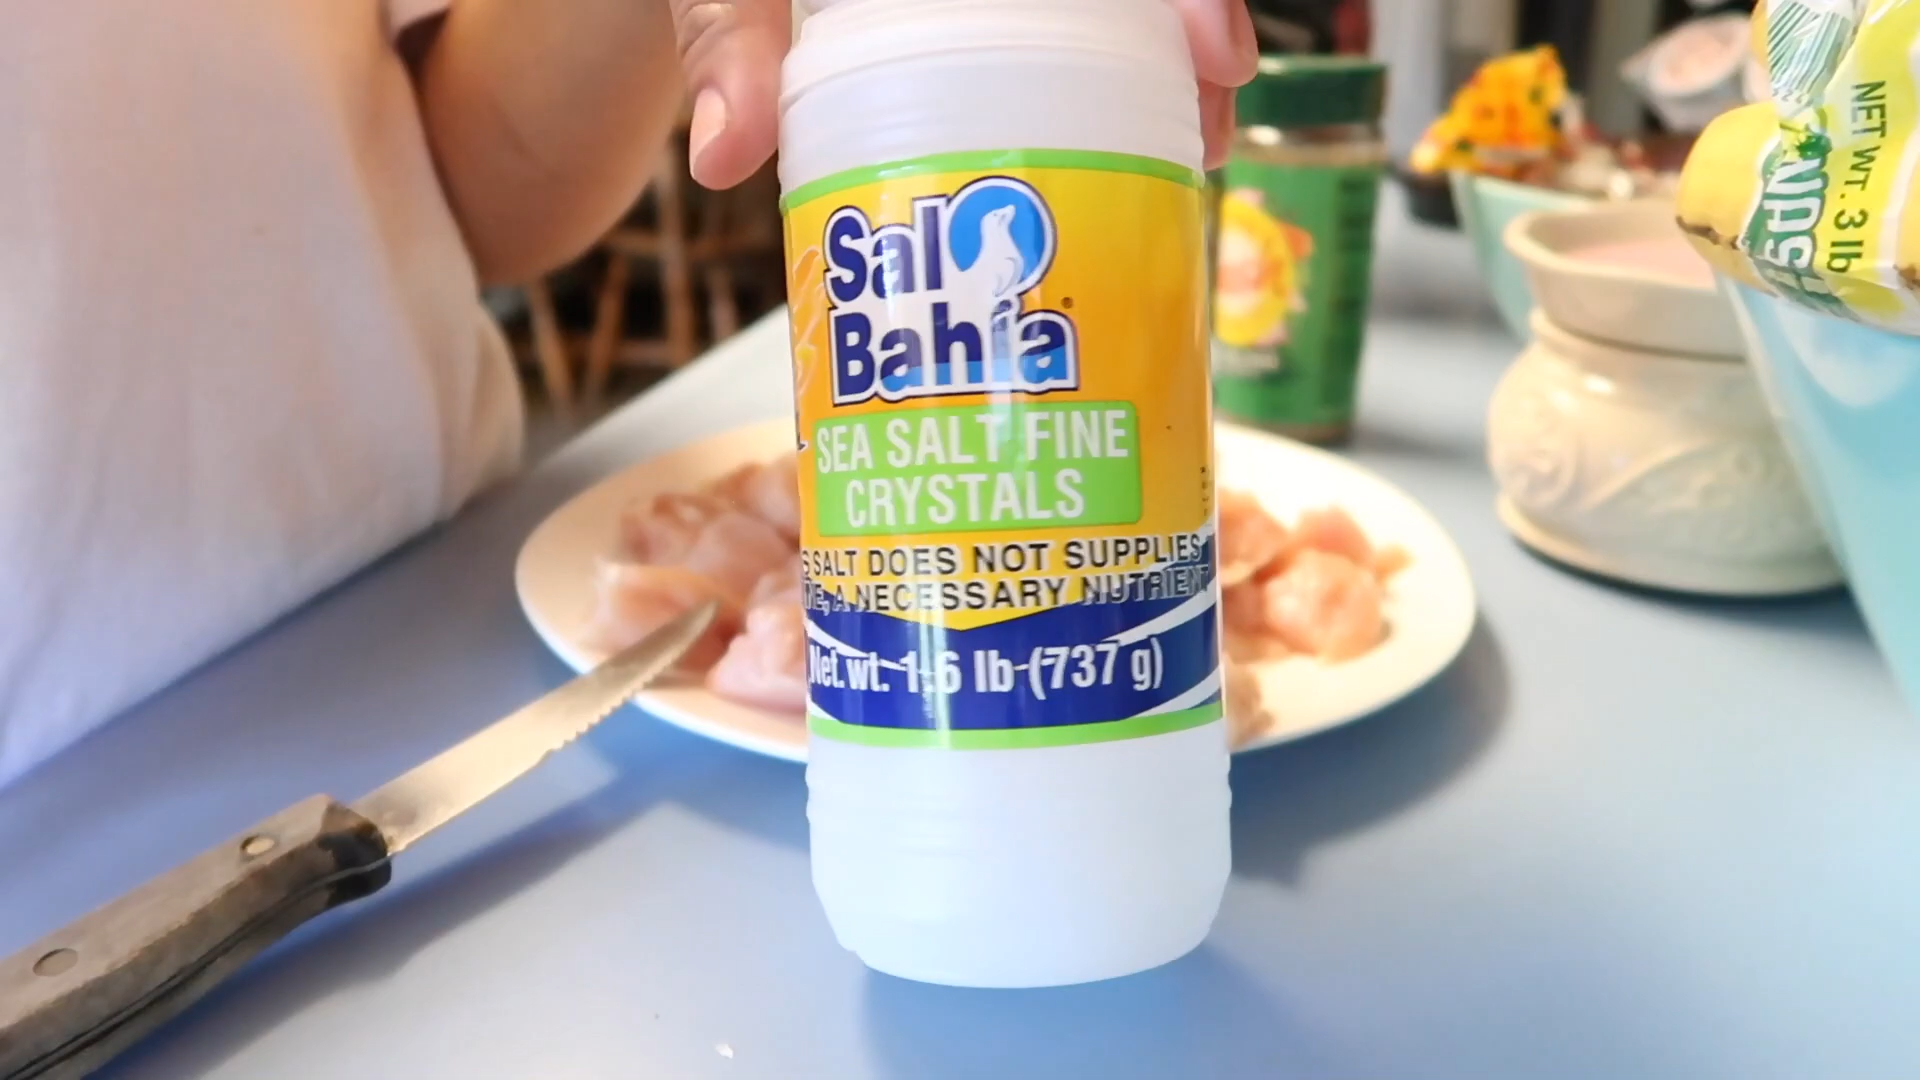 Sal
Bahía
SEA SALT FINE
CRYSTALS
SALT DOES NOT SUPPLIES
A NECESSARY NUTRIENT
Net. wt. 1.6 lb (737 g)
NET WT. 3 lb